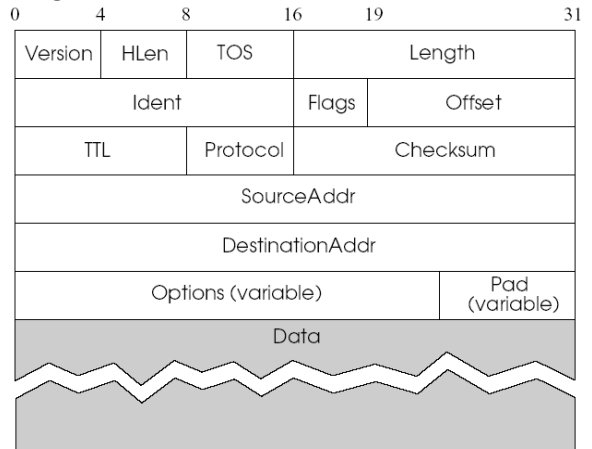 0 4 8 16 19 31
Version HLen TOS Length
Ident Flags Offset
TTL Protocol Checksum
SourceAddr
DestinationAddr
Options (variable) Pad
(variable)
Data